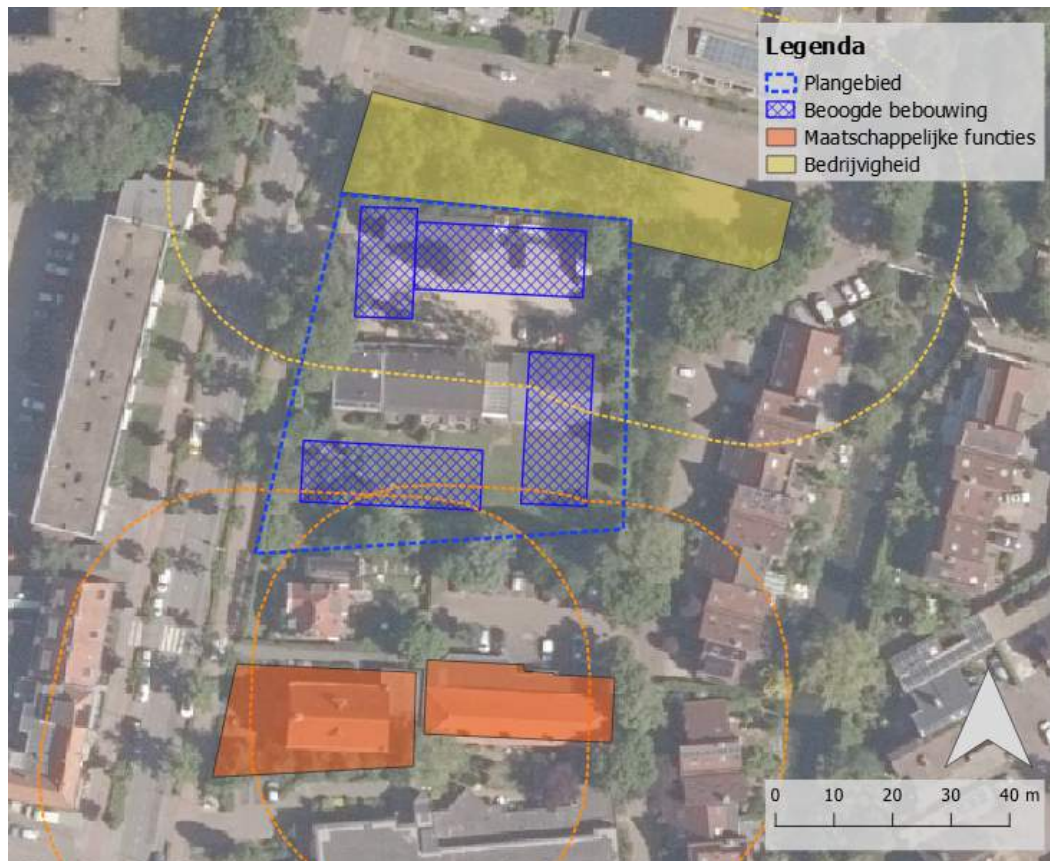 Legenda
Plangebied
Beoogde bebouwing
Maatschappelijke functies
Bedrijvigheid
0 10 20 30 40 m